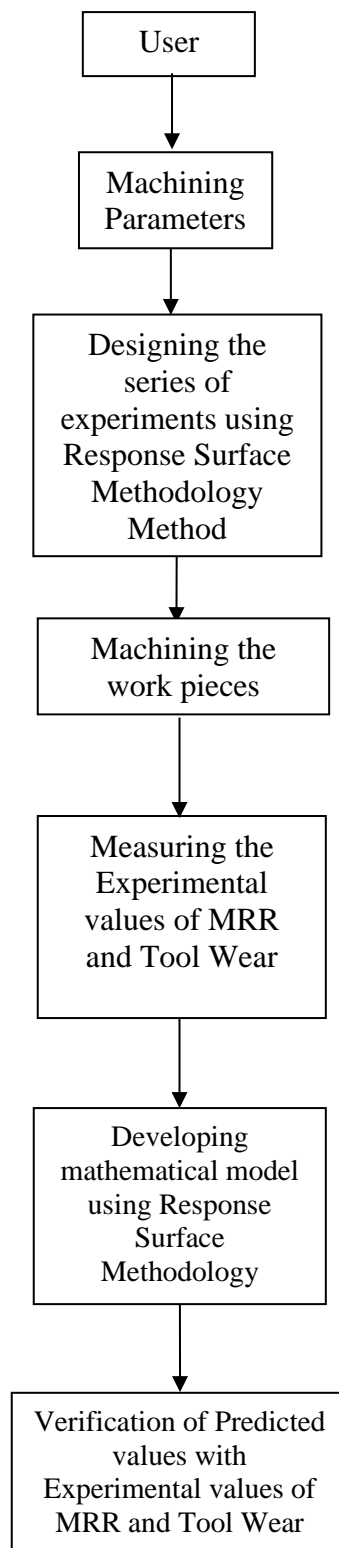 User
Machining
Parameters
Designing the
series of
experiments using
Response Surface
Methodology
Method
Machining the
work pieces
Measuring the
Experimental
values of MRR
and Tool Wear
Developing
mathematical model
using Response
Surface
Methodology
Verification of Predicted
values with
Experimental values of
MRR and Tool Wear